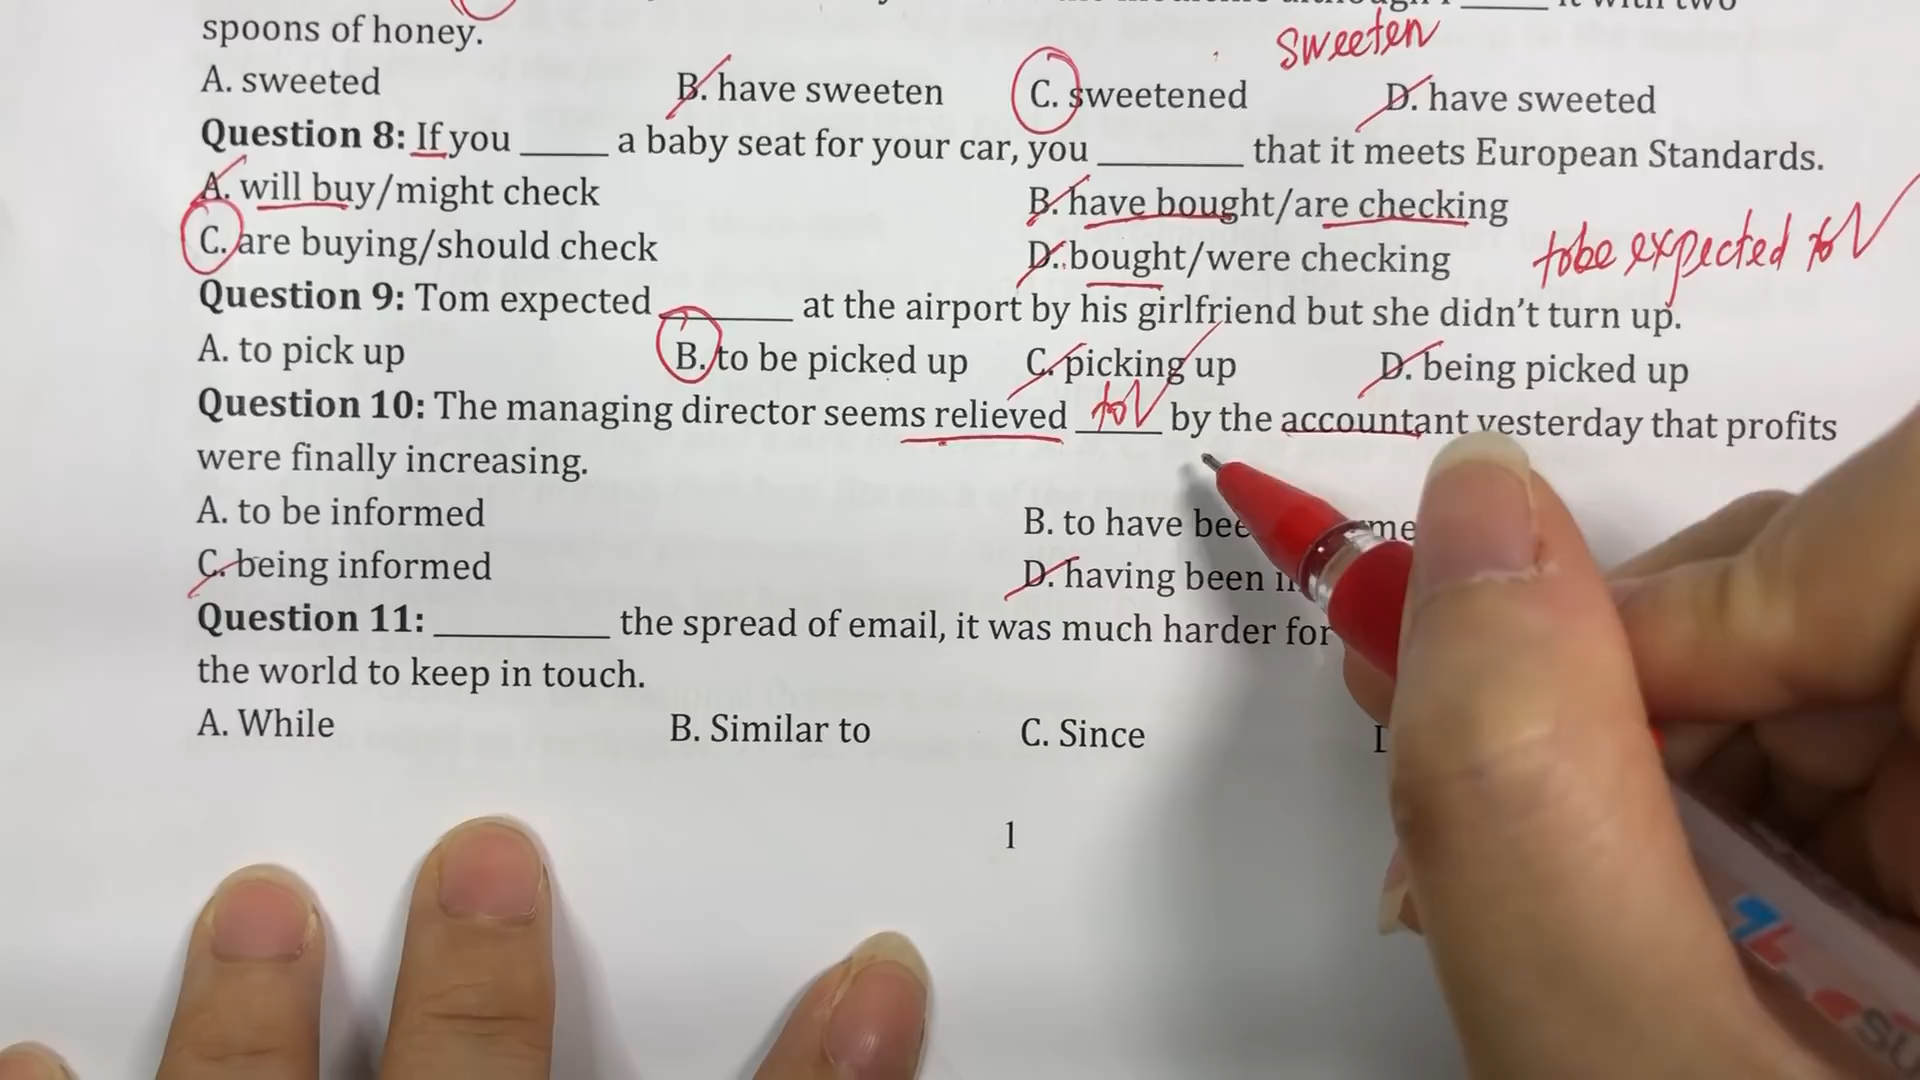 it with two
spoons of honey.
sweeten
A. sweeted B. have sweeten C. sweetened D. have sweeted
Question 8: If you _____ a baby seat for your car, you ________ that it meets European Standards.
A. will buy/might check B. have bought/are checking
C. are buying/should check D. bought/were checking
tobe expected to V
Question 9: Tom expected ________ at the airport by his girlfriend but she didn't turn up.
A. to pick up B. to be picked up C. picking up D. being picked up
Question 10: The managing director seems relieved _____ by the accountant yesterday that profits
to V
were finally increasing.
A. to be informed B. to have
C. being informed D. having been
Question 11: __________ the spread of email, it was much harder for
the world to keep in touch.
A. While B. Similar to C. Since
1